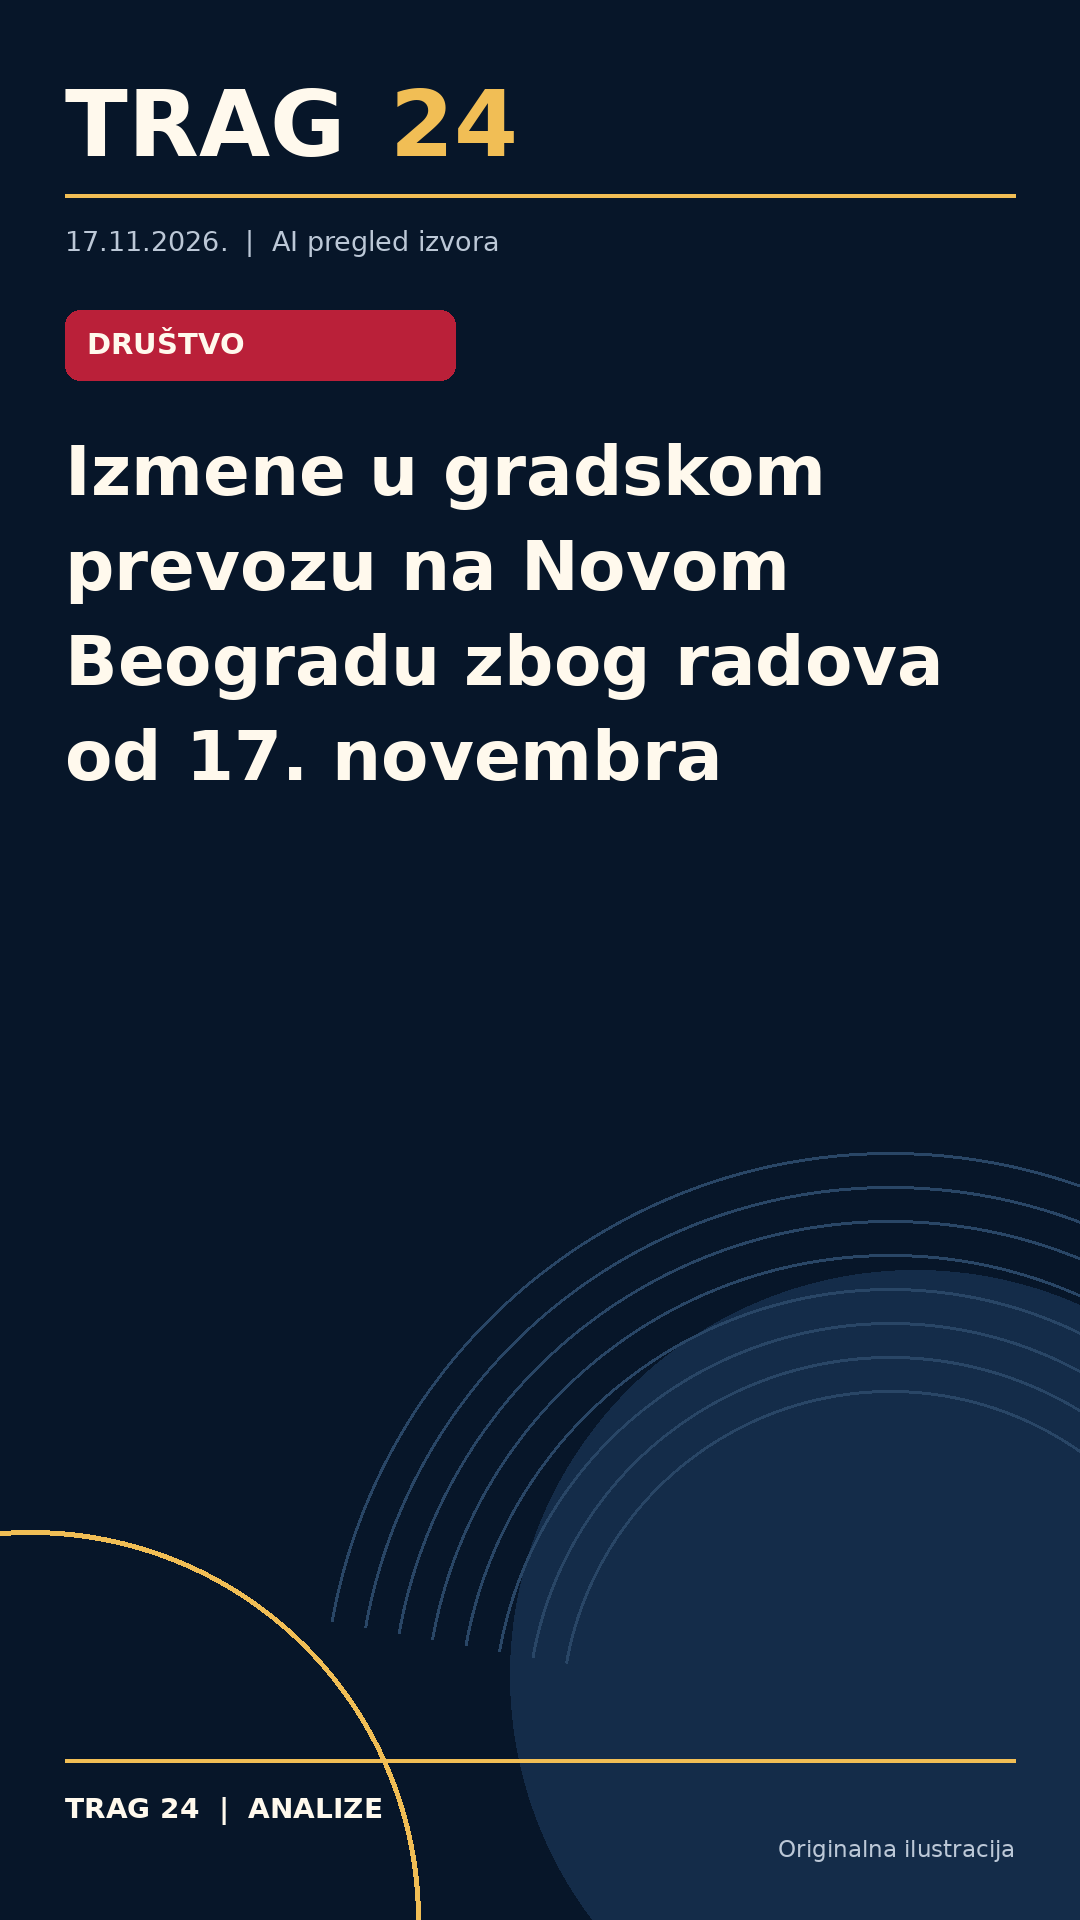 TRAG 24
17.11.2026. | AI pregled izvora
DRUŠTVO
Izmene u gradskom
prevozu na Novom
Beogradu zbog radova
od 17. novembra
TRAG 24 | ANALIZE
Originalna ilustracija